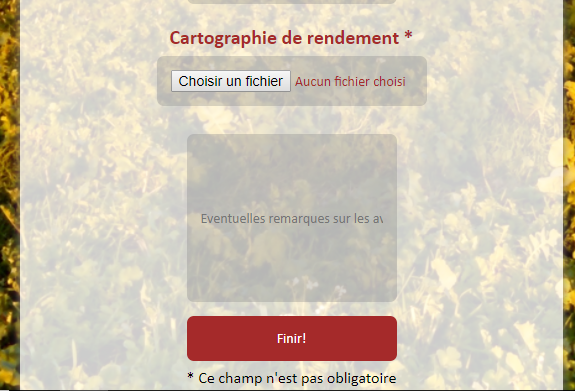 Cartographie de rendement *
Choisir un fichier Aucun fichier choisi
Eventuelles remarques sur les av
Finir!
* Ce champ n'est pas obligatoire